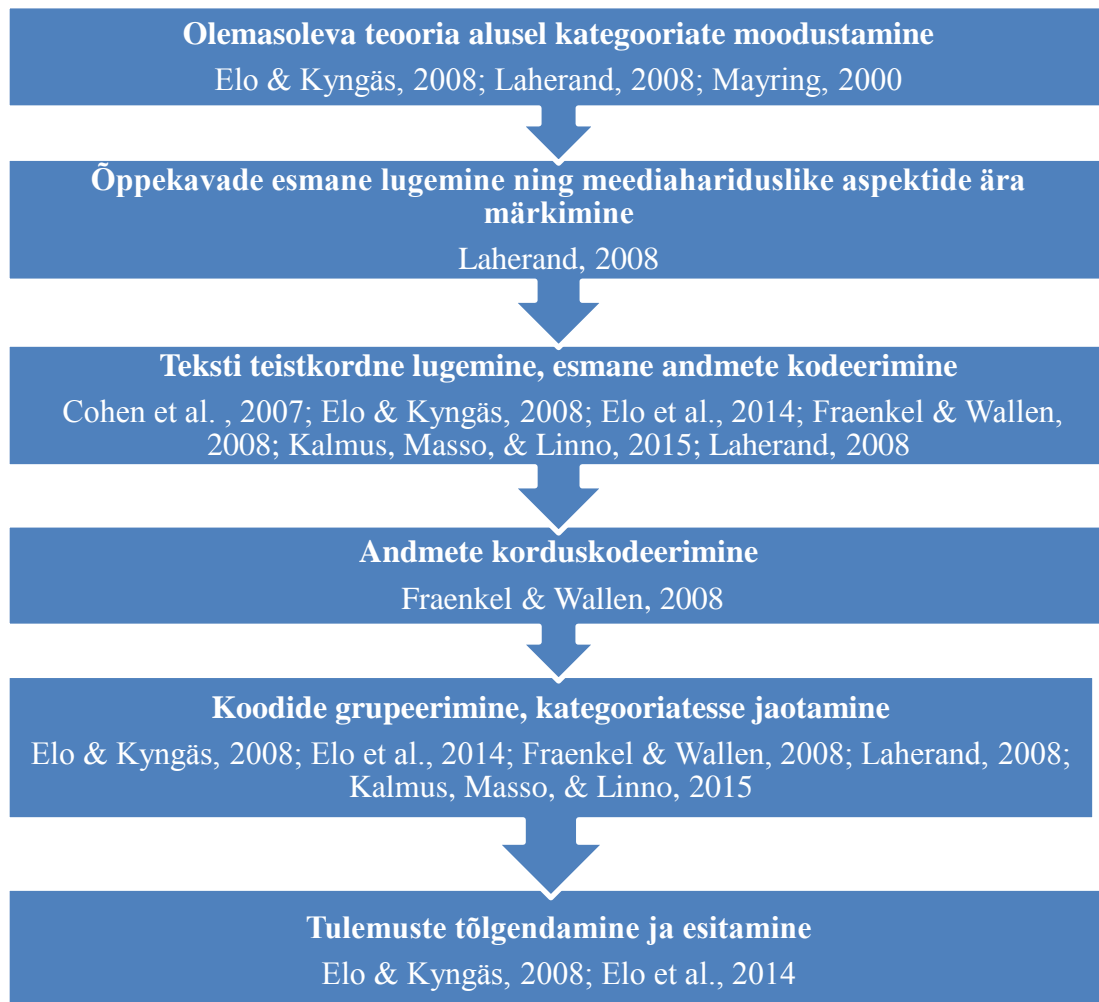 Olemasoleva teooria alusel kategooriate moodustamine
Elo & Kyngäs, 2008; Laherand, 2008; Mayring, 2000
Õppekavade esmane lugemine ning meediahariduslike aspektide ära
märkimine
Laherand, 2008
Teksti teistkordne lugemine, esmane andmete kodeerimine
Cohen et al. , 2007; Elo & Kyngäs, 2008; Elo et al., 2014; Fraenkel & Wallen,
2008; Kalmus, Masso, & Linno, 2015; Laherand, 2008
Andmete korduskodeerimine
Fraenkel & Wallen, 2008
Koodide grupeerimine, kategooriatesse jaotamine
Elo & Kyngäs, 2008; Elo et al., 2014; Fraenkel & Wallen, 2008; Laherand, 2008;
Kalmus, Masso, & Linno, 2015
Tulemuste tõlgendamine ja esitamine
Elo & Kyngäs, 2008; Elo et al., 2014